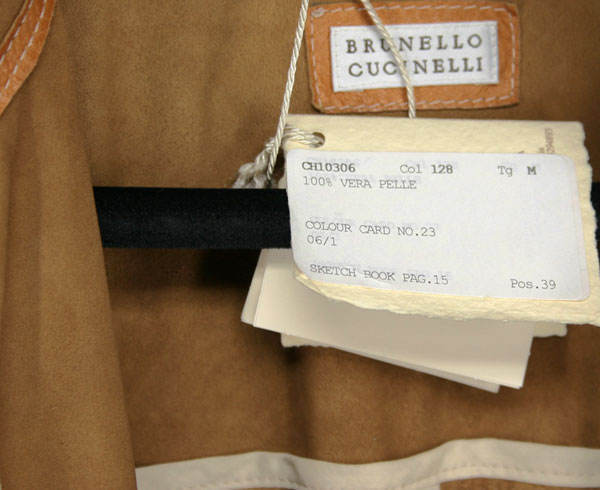 BRUNELLO
CUCINELLI
CH10306 Col 128 Tg M
100% VERA PELLE
COLOUR CARD NO.23
06/1
SKETCH BOOK PAG.15 Pos.39